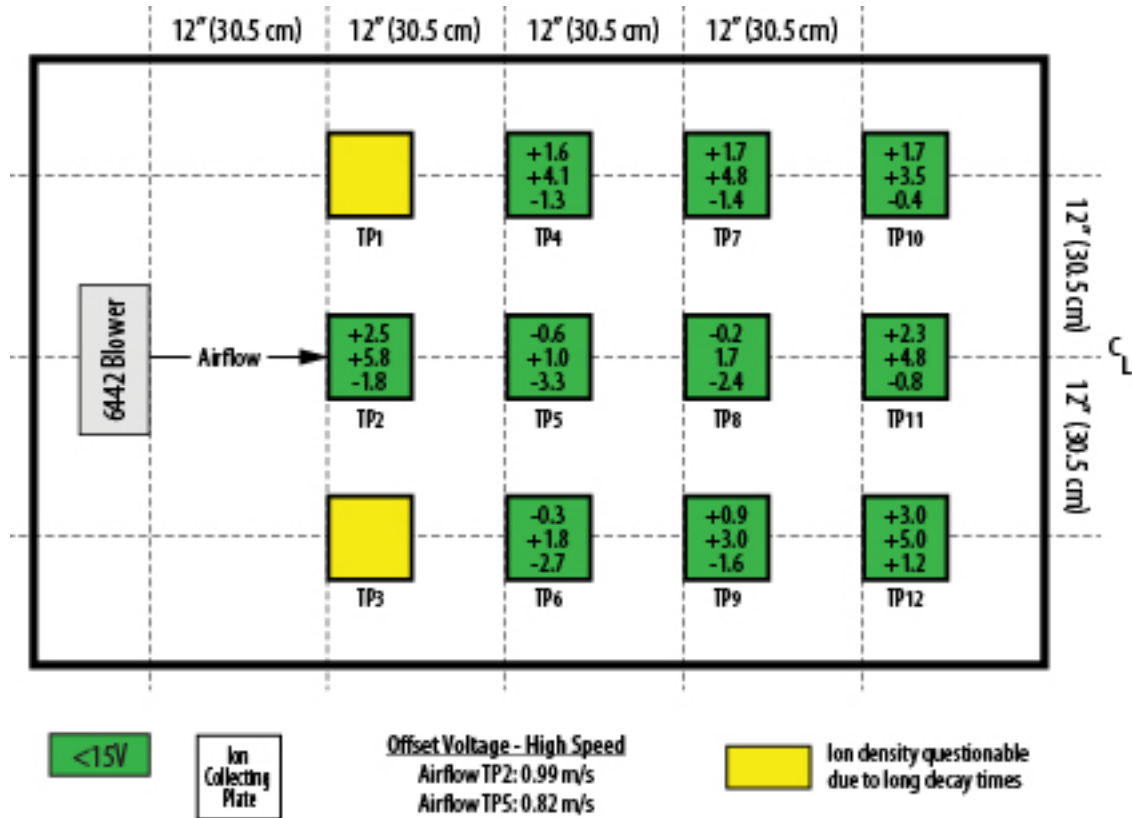 12" (30.5 cm) 12" (30.5 cm) 12" (30.5 cm) 12" (30.5 cm)
+1.6 +1.7 +1.7
+4.1 +4.8 +3.5
-1.3 -1.4 -0.4
TP1 TP4 TP7 TP10
12" (30.5 cm)
6442 Blower
Airflow
+2.5 -0.6 -0.2 +2.3
+5.8 +1.0 1.7 +4.8
-1.8 -3.3 -2.4 -0.8
TP2 TP5 TP8 TP11
CL
12" (30.5 cm)
-0.3 +0.9 +3.0
+1.8 +3.0 +5.0
-2.7 -1.6 +1.2
TP3 TP6 TP9 TP12
<15V
Ion
Collecting
Plate
Offset Voltage - High Speed
Airflow TP2: 0.99 m/s
Airflow TP5: 0.82 m/s
Ion density questionable
due to long decay times